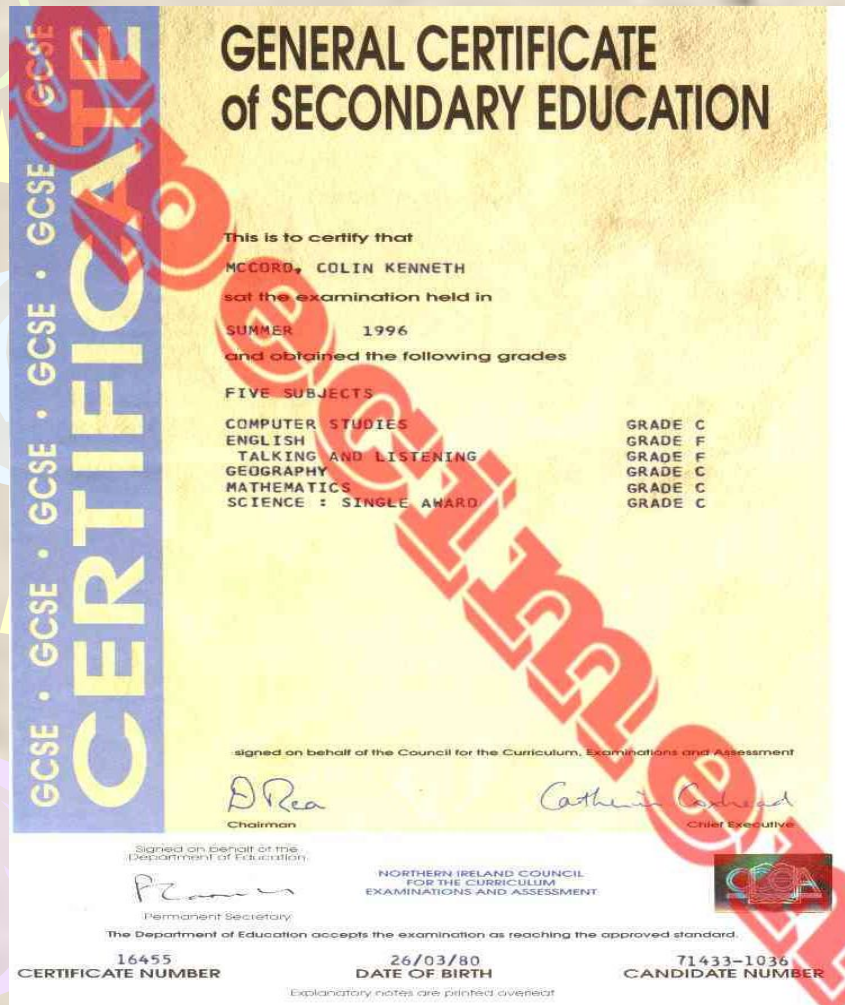 GCSE • GCSE • GCSE • GCSE • GCSE • GCSE
CERTIFICATE
GENERAL CERTIFICATE
of SECONDARY EDUCATION
This is to certify that
MCCORD, COLIN KENNETH
sat the examination held in
SUMMER 1996
and obtained the following grades
FIVE SUBJECTS
COMPUTER STUDIES GRADE C
ENGLISH GRADE F
TALKING AND LISTENING GRADE F
GEOGRAPHY GRADE C
MATHEMATICS GRADE C
SCIENCE : SINGLE AWARD GRADE C
Specimen
signed on behalf of the Council for the Curriculum, Examinations and Assessment
D Rea
Catherine Coxhead
Chairman
Chief Executive
Signed on behalf of the
Department of Education
NORTHERN IRELAND COUNCIL
FOR THE CURRICULUM
EXAMINATIONS AND ASSESSMENT
CCEA
Permanent Secretary
The Department of Education accepts the examination as reaching the approved standard.
16455
CERTIFICATE NUMBER
26/03/80
DATE OF BIRTH
71433-1036
CANDIDATE NUMBER
Explanatory notes are printed overleaf